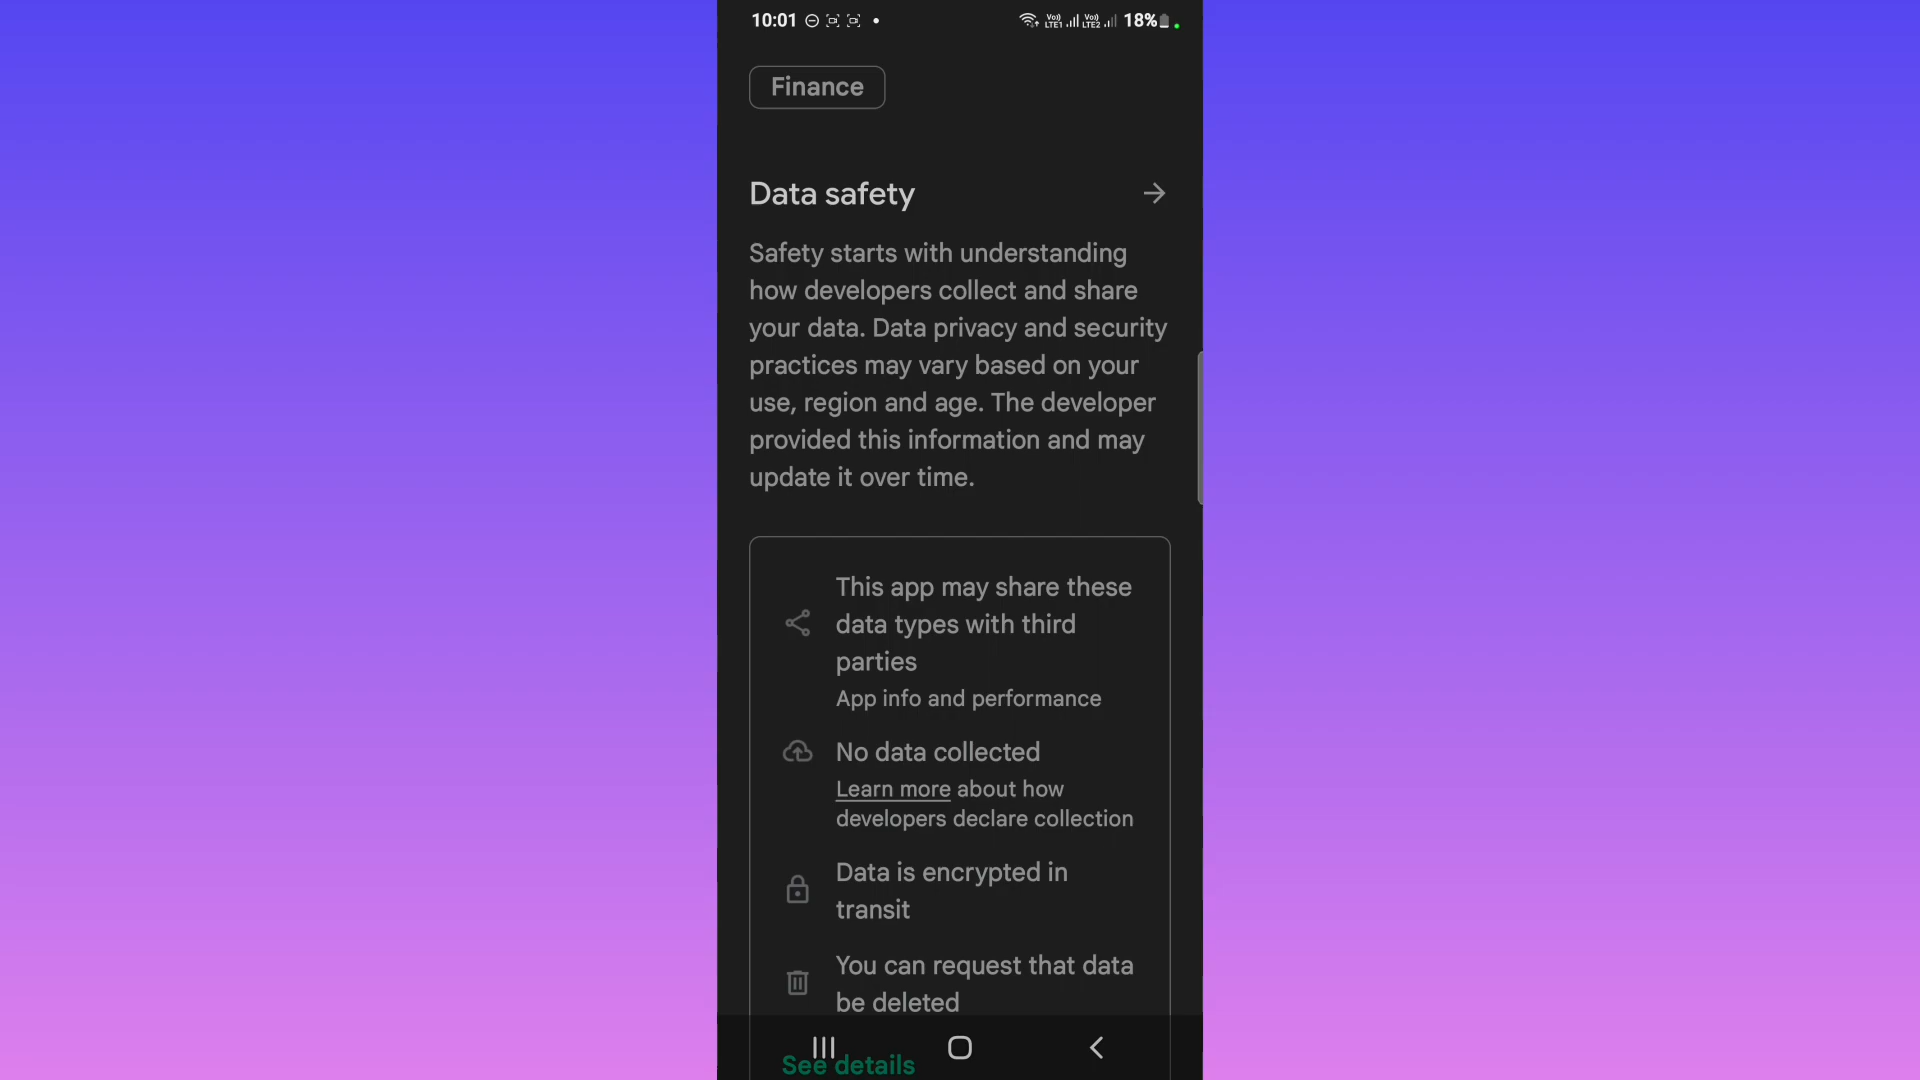 10:01 Vo)) LTE1 Vo)) LTE2 18%
Finance
Data safety
Safety starts with understanding
how developers collect and share
your data. Data privacy and security
practices may vary based on your
use, region and age. The developer
provided this information and may
update it over time.
This app may share these
data types with third
parties
App info and performance
No data collected
Learn more about how
developers declare collection
Data is encrypted in
transit
You can request that data
be deleted
See details